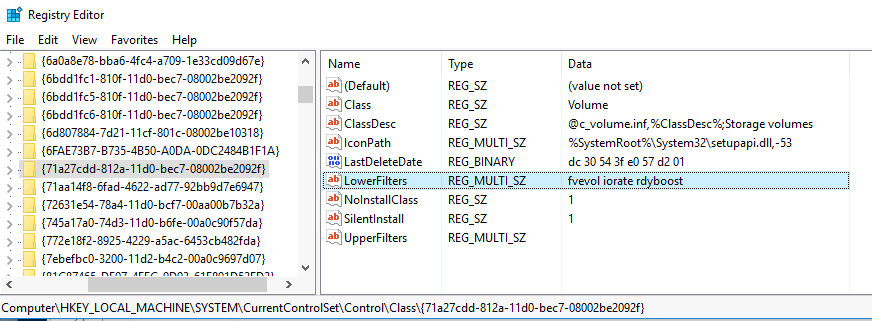 Registry Editor
File Edit View Favorites Help
{6a0a8e78-bba6-4fc4-a709-1e33cd09d67e}
{6bdd1fc1-810f-11d0-bec7-08002be2092f}
{6bdd1fc5-810f-11d0-bec7-08002be2092f}
{6bdd1fc6-810f-11d0-bec7-08002be2092f}
{6d807884-7d21-11cf-801c-08002be10318}
{6FAE73B7-B735-4B50-A0DA-0DC2484B1F1A}
{71a27cdd-812a-11d0-bec7-08002be2092f}
{71aa14f8-6fad-4622-ad77-92bb9d7e6947}
{72631e54-78a4-11d0-bcf7-00aa00b7b32a}
{745a17a0-74d3-11d0-b6fe-00a0c90f57da}
{772e18f2-8925-4229-a5ac-6453cb482fda}
{7ebefbc0-3200-11d2-b4c2-00a0c9697d07}
Name Type Data
(Default) REG_SZ (value not set)
Class REG_SZ Volume
ClassDesc REG_SZ @c_volume.inf,%ClassDesc%;Storage volumes
IconPath REG_MULTI_SZ %SystemRoot%\System32\setupapi.dll,-53
LastDeleteDate REG_BINARY dc 30 54 3f e0 57 d2 01
LowerFilters REG_MULTI_SZ fvevol iorate rdyboost
NoInstallClass REG_SZ 1
SilentInstall REG_SZ 1
UpperFilters REG_MULTI_SZ
Computer\HKEY_LOCAL_MACHINE\SYSTEM\CurrentControlSet\Control\Class\{71a27cdd-812a-11d0-bec7-08002be2092f}